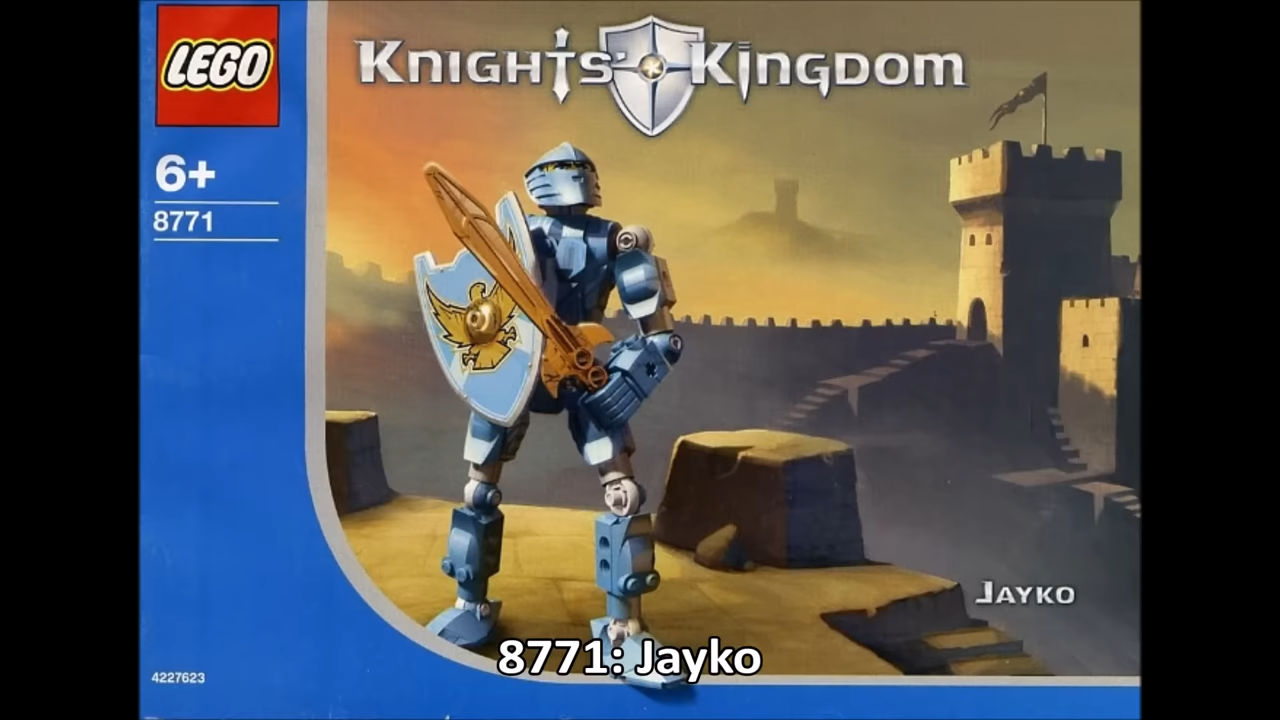 LEGO
KNIGHTS' KINGDOM
6+
8771
JAYKO
8771: Jayko
4227623